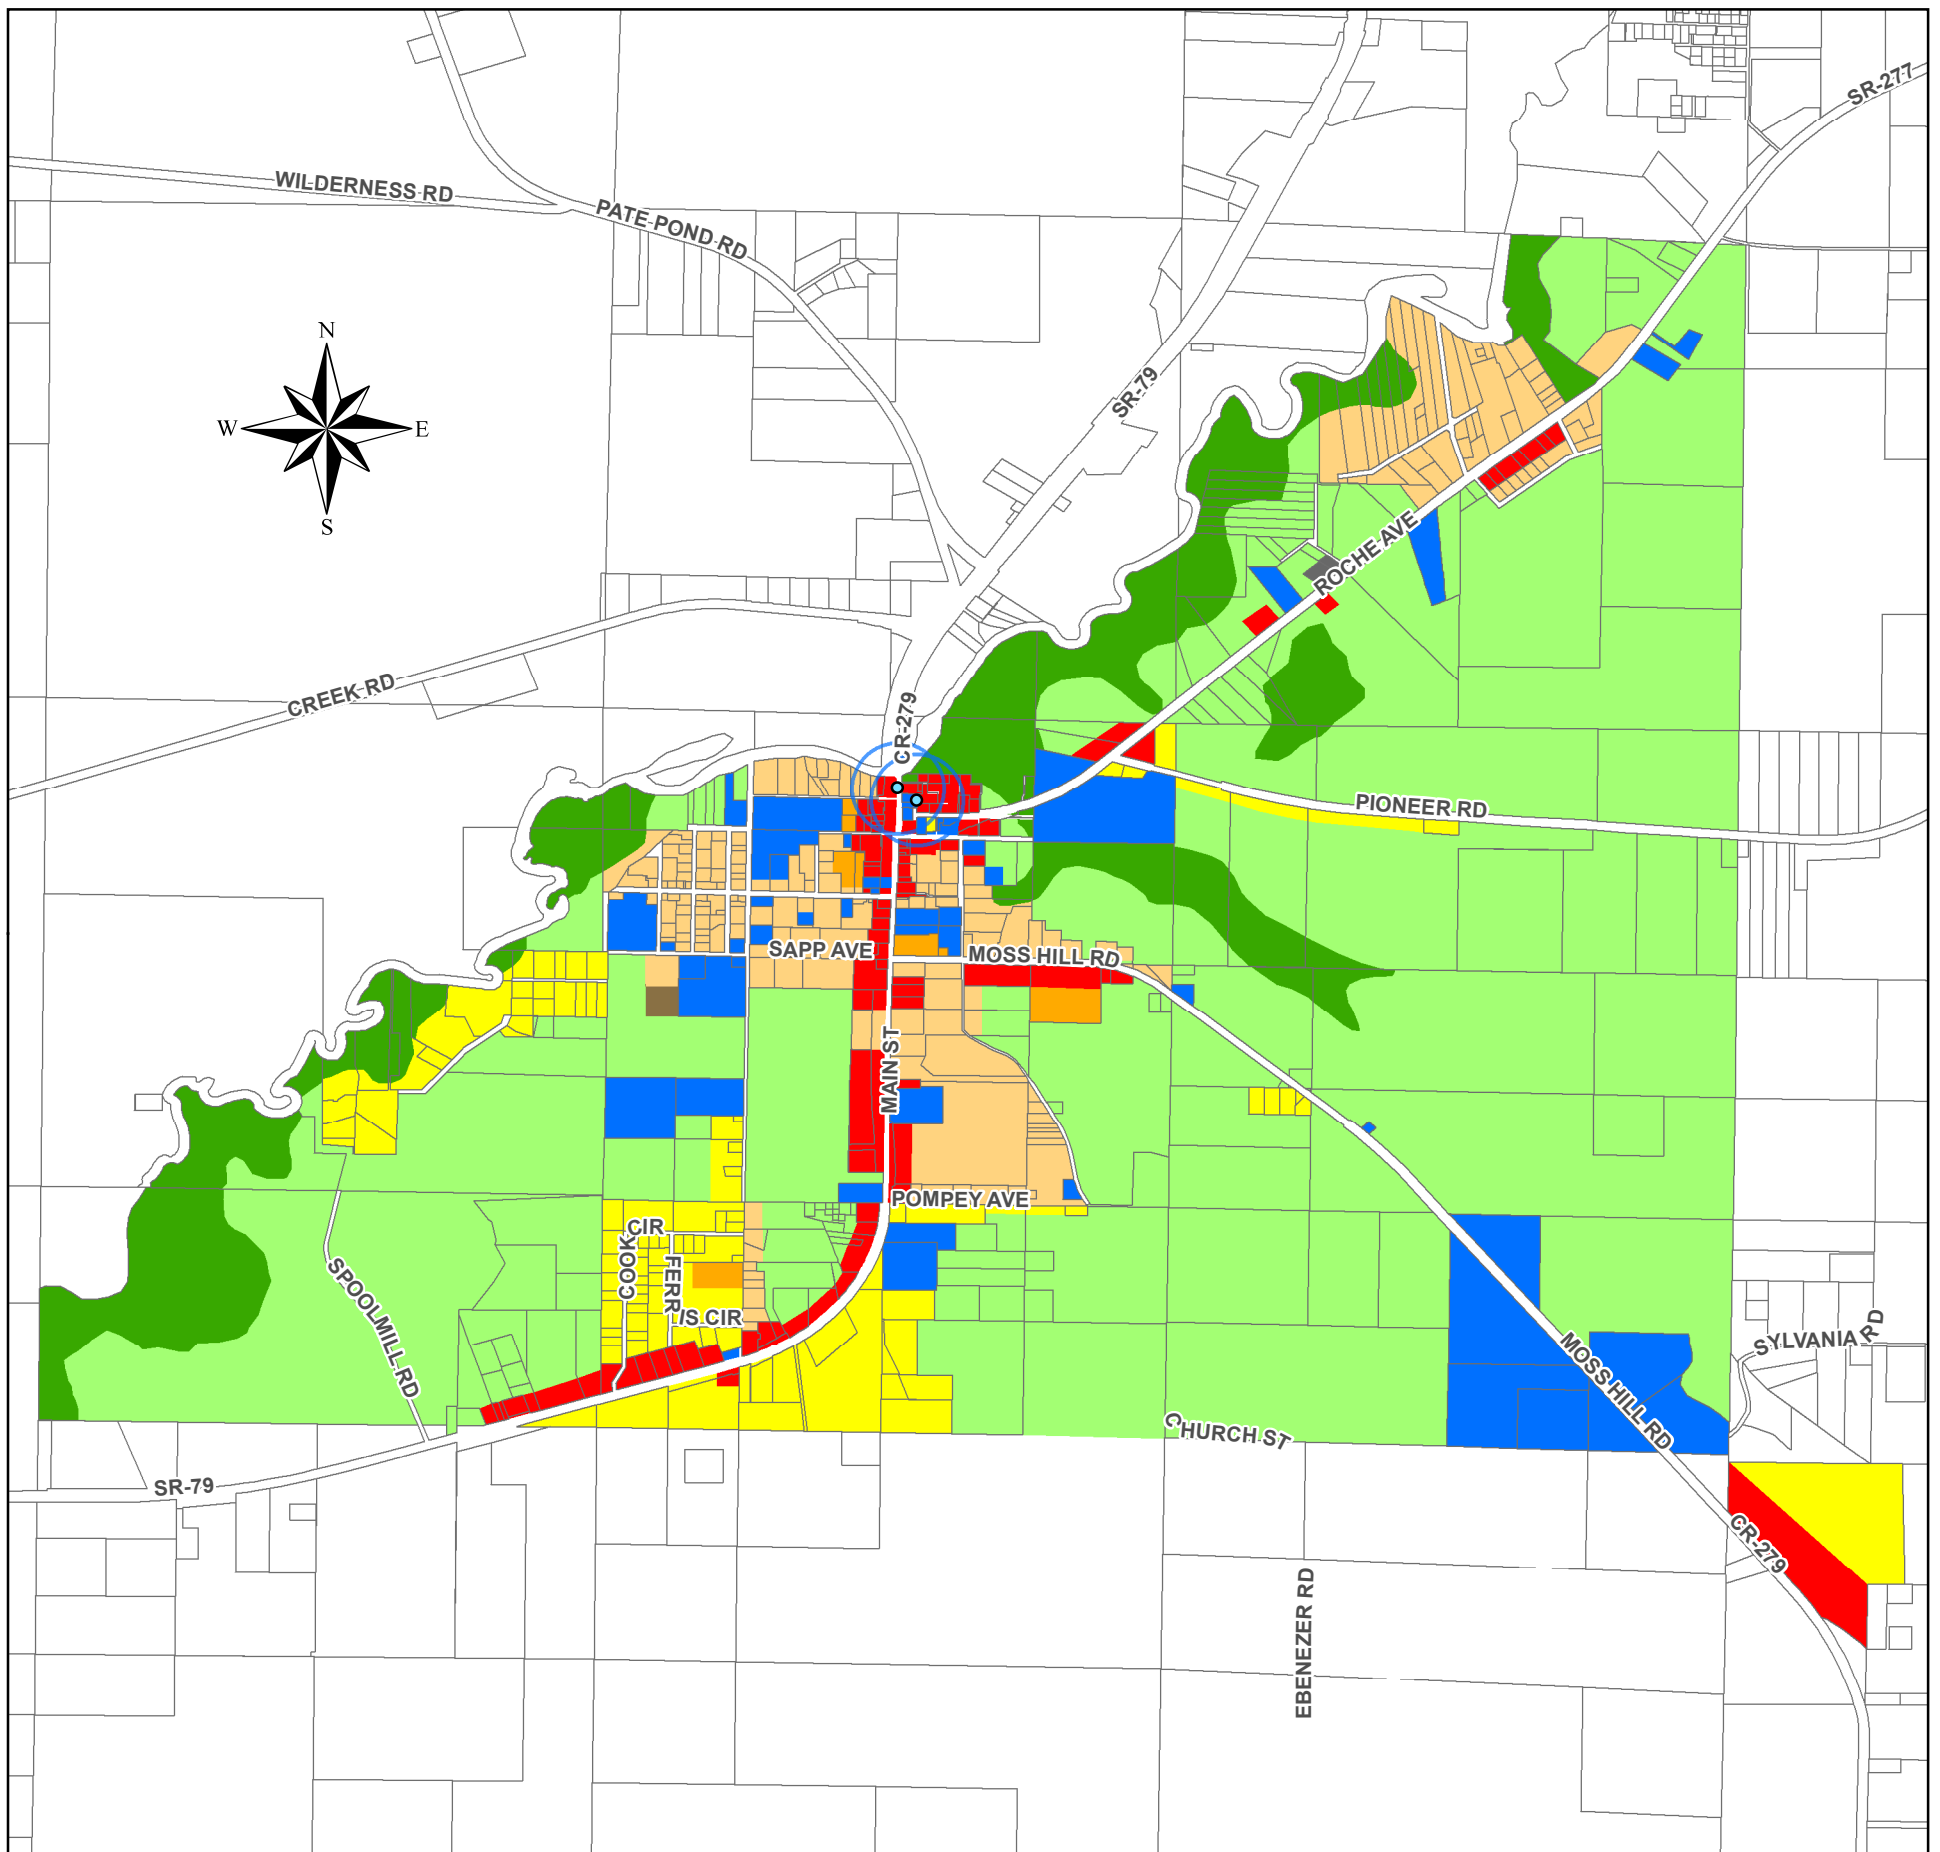 SR-277
WILDERNESS RD
PATE POND RD
N
W
E
S
SR-79
ROCHE AVE
CREEK RD
CR-279
PIONEER RD
SAPP AVE
MOSS HILL RD
MAIN ST
POMPEY AVE
CIR
COOK
FERR
IS CIR
SPOOLMILL RD
SYLVANIA RD
MOSS HILL RD
CHURCH ST
SR-79
CR-279
EBENEZER RD